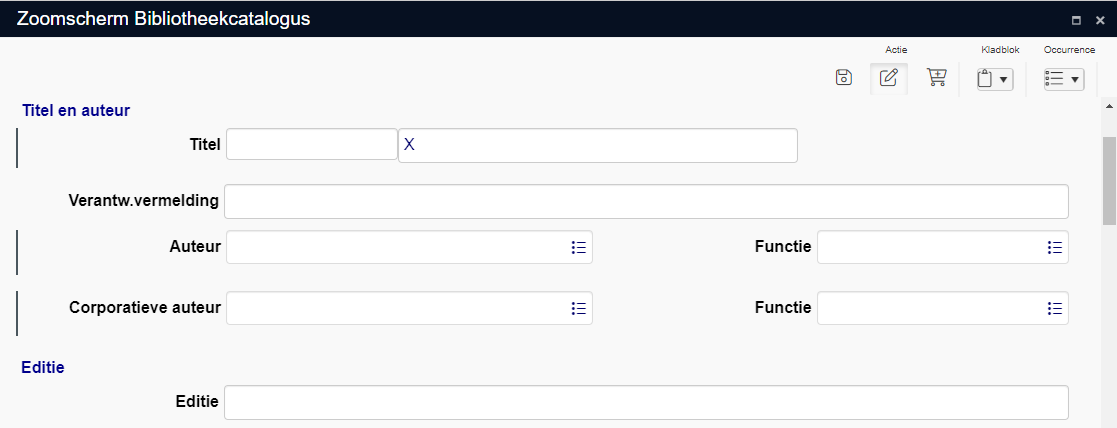 Zoomscherm Bibliotheekcatalogus
Actie Kladblok Occurrence
Titel en auteur
Titel X
Verantw.vermelding
Auteur Functie
Corporatieve auteur Functie
Editie
Editie